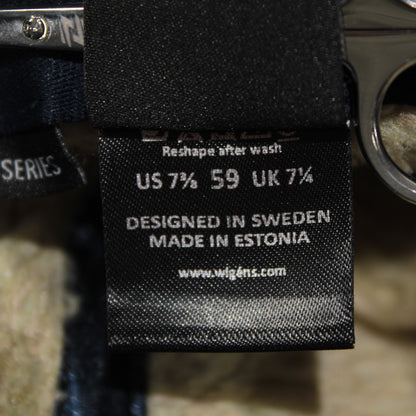 SERIES
Reshape after wash
US 7⅜ 59 UK 7¼
DESIGNED IN SWEDEN
MADE IN ESTONIA
www.wigens.com